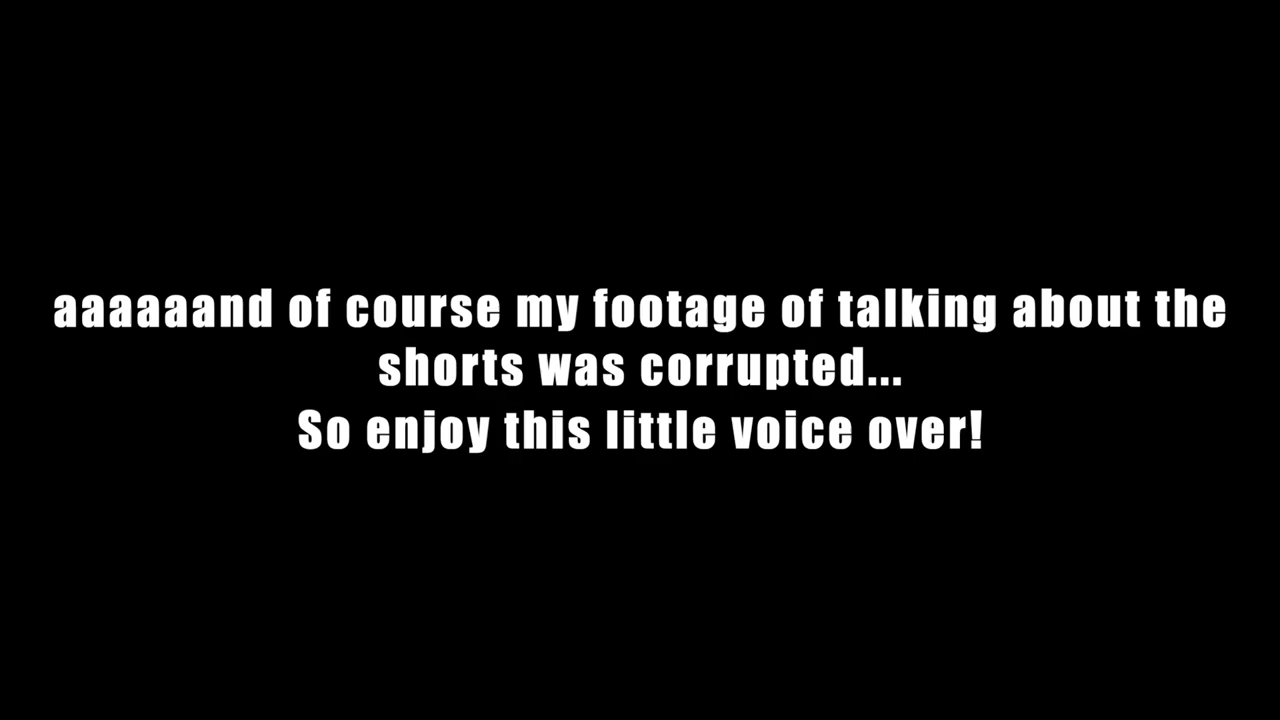 aaaaaand of course my footage of talking about the
shorts was corrupted...
So enjoy this little voice over!